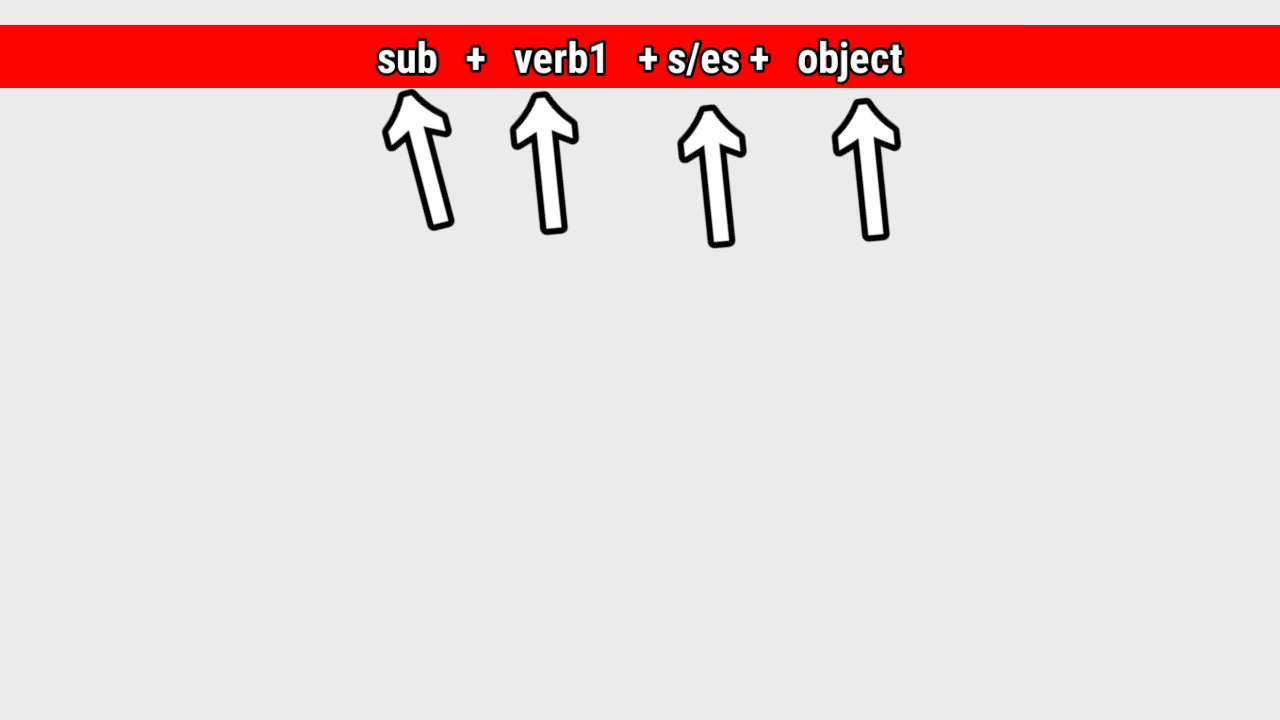 sub + verb1 + s/es + object